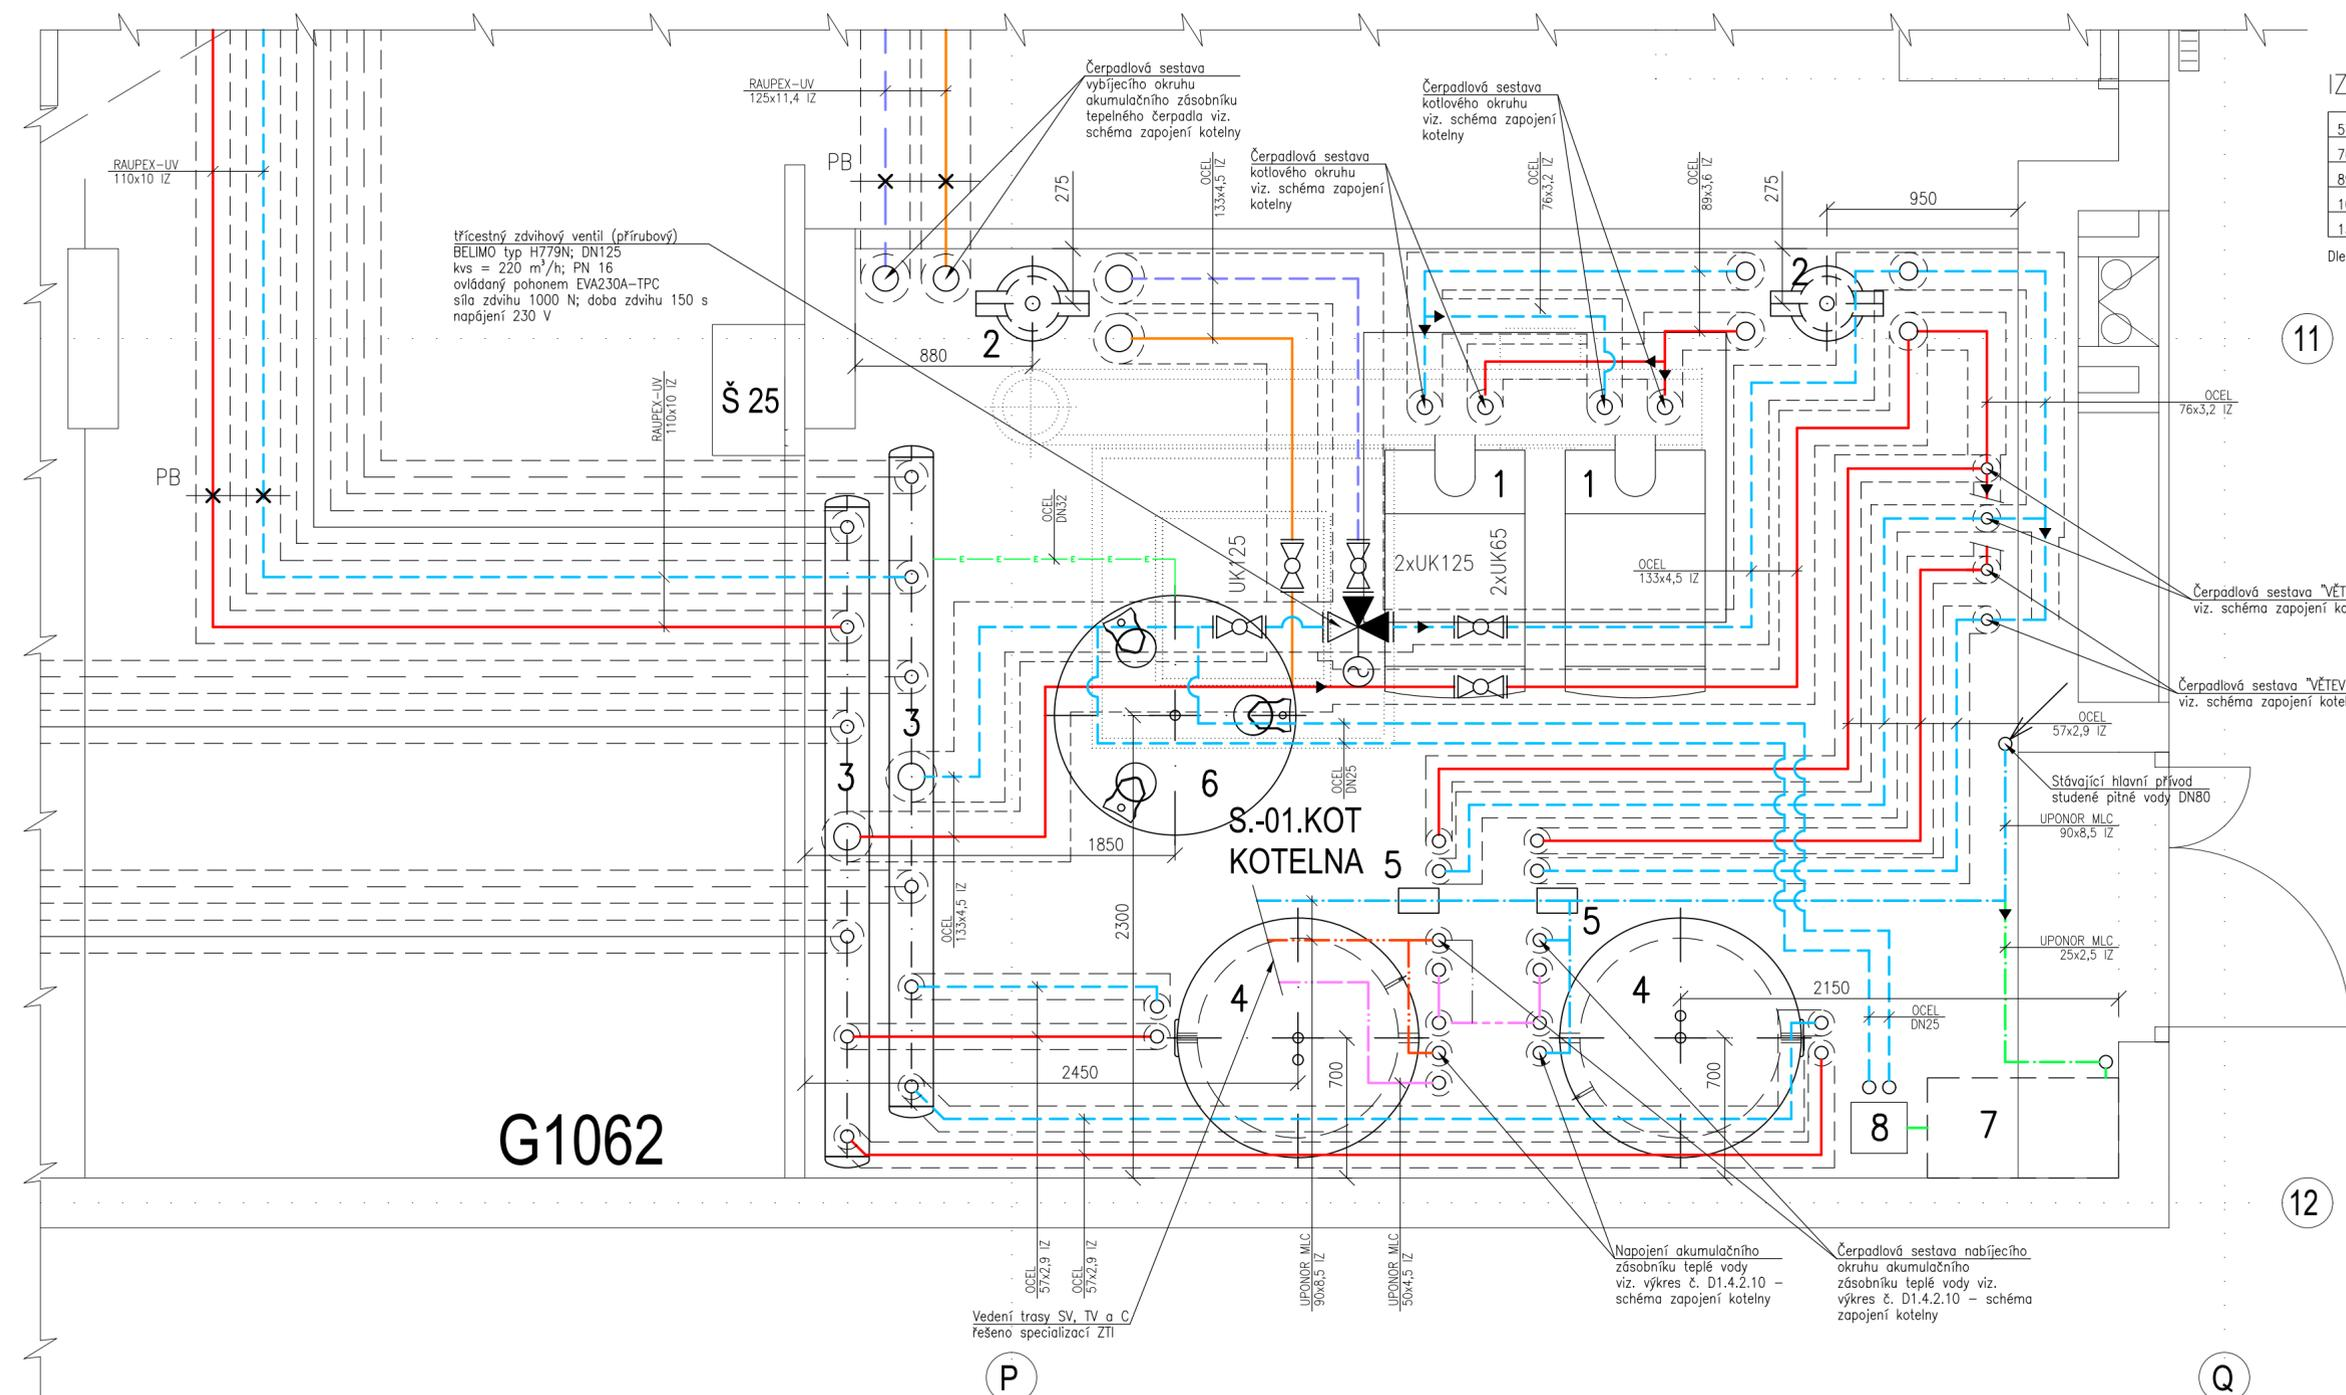 Čerpadlová sestava
vybíjecího okruhu
akumulačního zásobníku
tepelného čerpadla viz.
schéma zapojení kotelny
Čerpadlová sestava
kotlového okruhu
viz. schéma zapojení
kotelny
Čerpadlová sestava
kotlového okruhu
viz. schéma zapojení
kotelny
RAUPEX-UV
125x11,4 IZ
RAUPEX-UV
110x10 IZ
PB
275
OCEL
133x4,5 IZ
OCEL
76x3,2 IZ
OCEL
89x3,6 IZ
275
950
IZ
Dle
třícestný zdvihový ventil (přírubový)
BELIMO typ H779N; DN125
kvs = 220 m³/h; PN 16
ovládaný pohonem EVA230A-TPC
síla zdvihu 1000 N; doba zdvihu 150 s
napájení 230 V
2
2
11
880
Š 25
RAUPEX-UV
110x10 IZ
OCEL
76x3,2 IZ
PB
1
1
OCEL
DN32
UK125
2xUK125
2xUK65
OCEL
133x4,5 IZ
Čerpadlová sestava "VĚT
viz. schéma zapojení ko
Čerpadlová sestava "VĚTEV
viz. schéma zapojení kotel
OCEL
57x2,9 IZ
3
3
6
OCEL
DN25
Stávající hlavní přívod
studené pitné vody DN80
S.-01.KOT
KOTELNA
UPONOR MLC
90x8,5 IZ
1850
5
5
OCEL
133x4,5 IZ
2300
UPONOR MLC
25x2,5 IZ
4
4
2150
OCEL
DN25
2450
700
700
G1062
8
7
12
OCEL
57x2,9 IZ
OCEL
57x2,9 IZ
UPONOR MLC
90x8,5 IZ
UPONOR MLC
50x4,5 IZ
Napojení akumulačního
zásobníku teplé vody
viz. výkres č. D1.4.2.10 –
schéma zapojení kotelny
Čerpadlová sestava nabíjecího
okruhu akumulačního
zásobníku teplé vody viz.
výkres č. D1.4.2.10 – schéma
zapojení kotelny
Vedení trasy SV, TV a C
řešeno specializací ZTI
P
Q